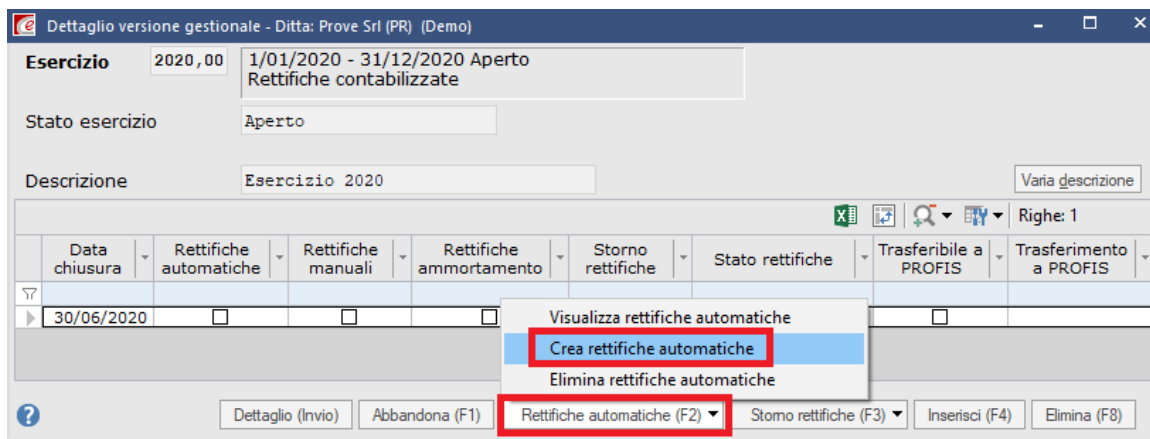 Dettaglio versione gestionale - Ditta: Prove Srl (PR) (Demo)
Esercizio 2020,00 1/01/2020 - 31/12/2020 Aperto
Rettifiche contabilizzate
Stato esercizio Aperto
Descrizione Esercizio 2020 Varia descrizione
Righe: 1
Data chiusura Rettifiche automatiche Rettifiche manuali Rettifiche ammortamento Storno rettifiche Stato rettifiche Trasferibile a PROFIS Trasferimento a PROFIS
30/06/2020
Visualizza rettifiche automatiche
Crea rettifiche automatiche
Elimina rettifiche automatiche
Dettaglio (Invio) Abbandona (F1) Rettifiche automatiche (F2) Storno rettifiche (F3) Inserisci (F4) Elimina (F8)